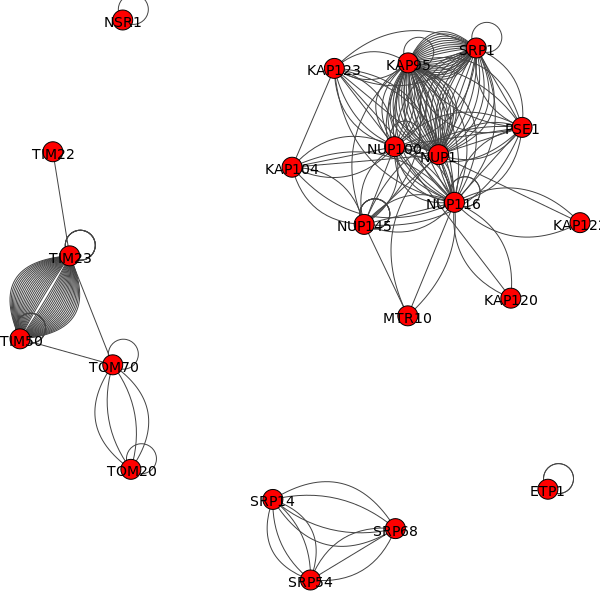 NSR1
SRP1
KAP95
KAP123
PSE1
NUP100
NUP1
TIM22
KAP104
NUP116
NUP145
KAP12
TIM23
KAP120
MTR10
TIM50
TOM70
TOM20
ETP1
SRP14
SRP68
SRP54